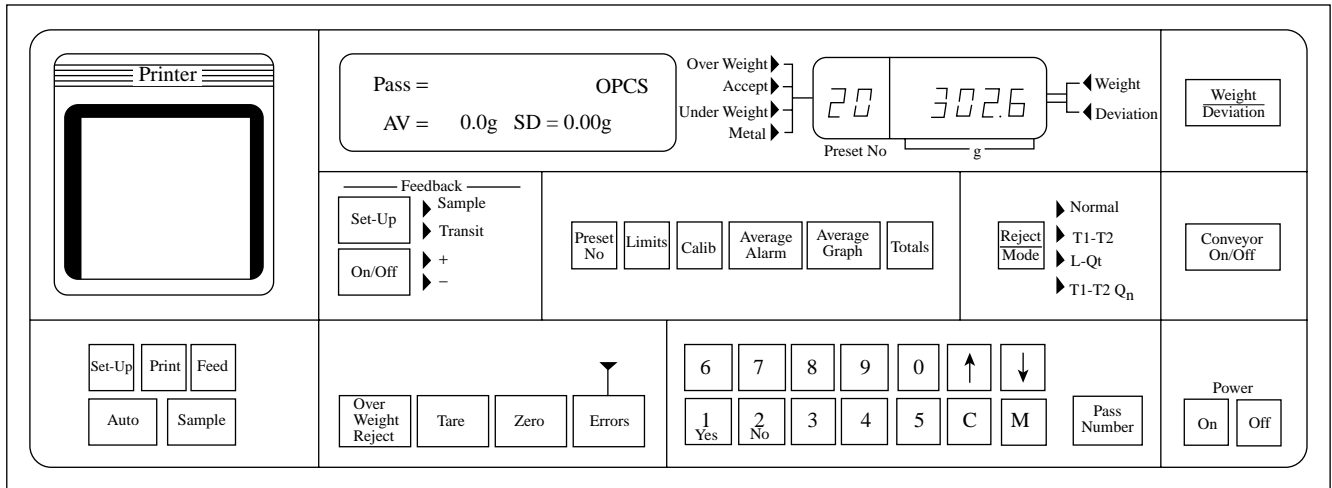 Printer
Pass = OPCS
AV = 0.0g SD = 0.00g
Over Weight
Accept
Under Weight
Metal
20 302.6
Preset No g
Weight
Deviation
Weight
Deviation
Feedback
Set-Up
Sample
Transit
On/Off
+
−
Preset
No
Limits
Calib
Average
Alarm
Average
Graph
Totals
Reject
Mode
Normal
T1-T2
L-Qt
T1-T2 Qn
Conveyor
On/Off
Set-Up Print Feed
Auto Sample
Over
Weight
Reject
Tare
Zero
Errors
6 7 8 9 0 ↑ ↓
1 2 3 4 5 C M
Yes No
Pass
Number
Power
On Off